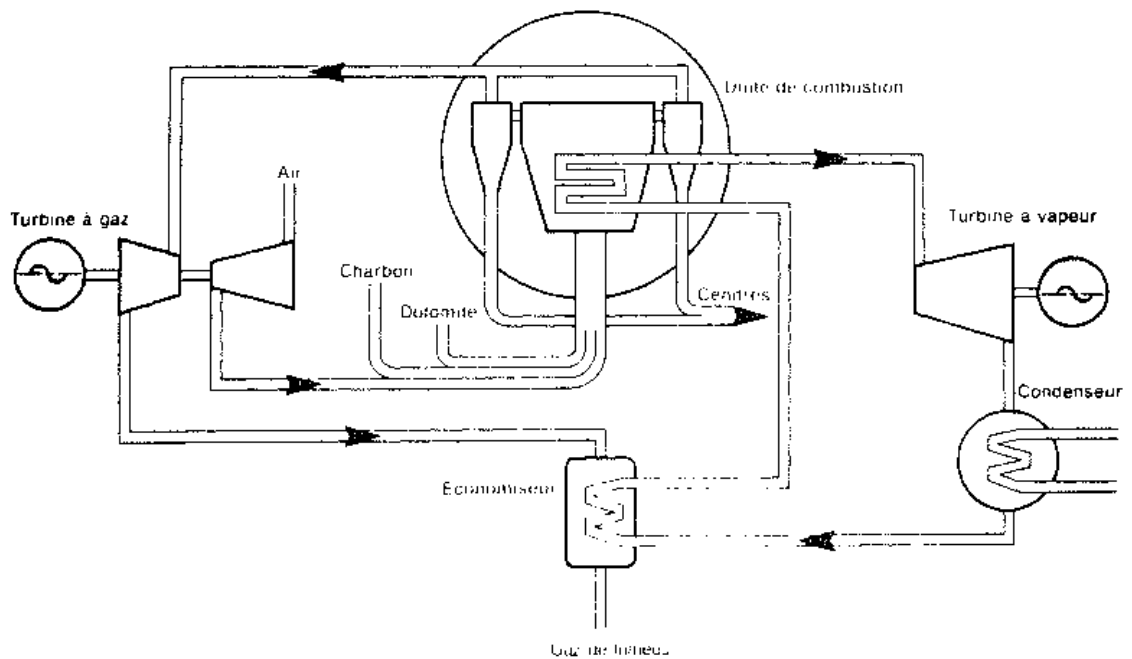 Unité de combustion
Air
Turbine à gaz
Turbine a vapeur
Charbon
Cendres
Dolomite
Condenseur
Economiseur
Gaz de fumées